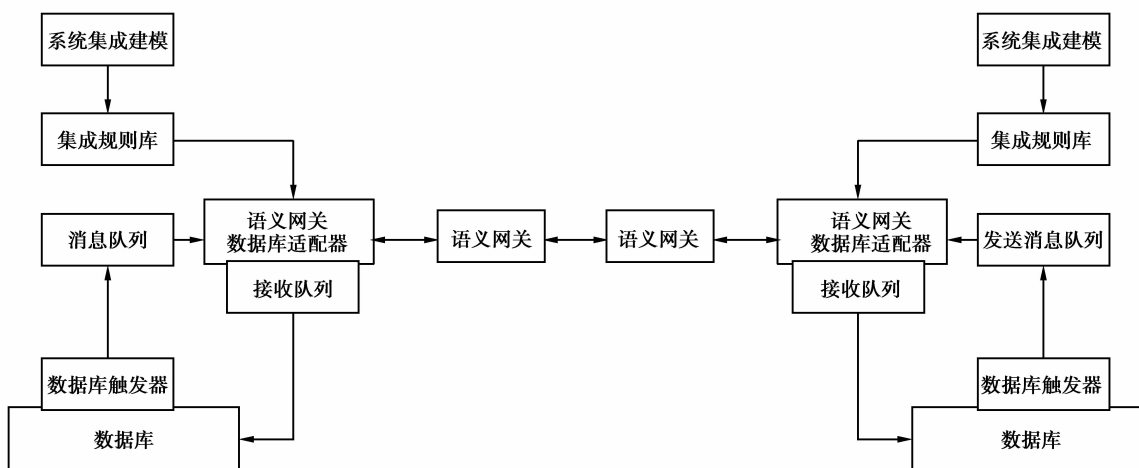 系统集成建模
系统集成建模
集成规则库
集成规则库
语义网关
数据库适配器
语义网关
数据库适配器
消息队列
语义网关
语义网关
发送消息队列
接收队列
接收队列
数据库触发器
数据库触发器
数据库
数据库